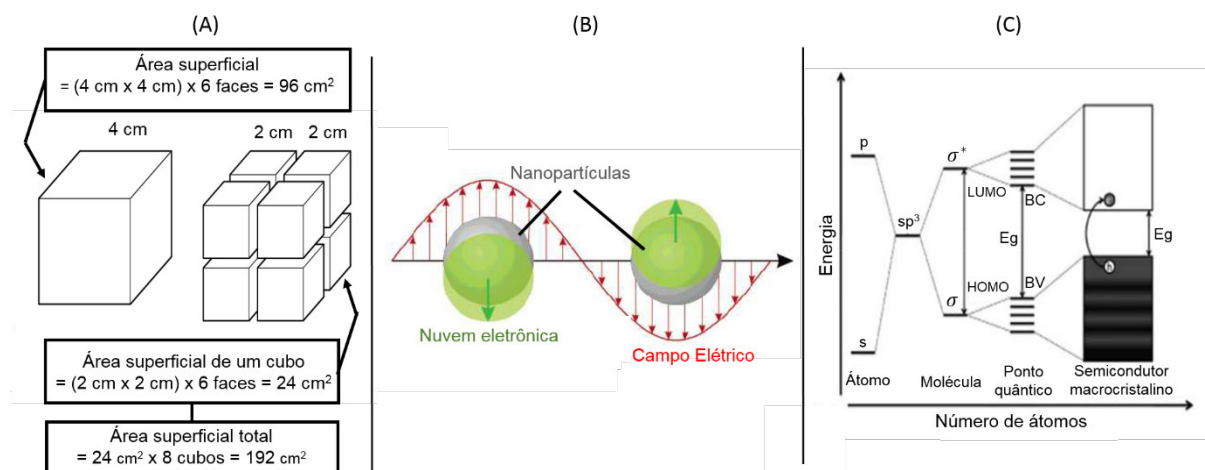 (A)
Área superficial
= (4 cm x 4 cm) x 6 faces = 96 cm²
4 cm
2 cm 2 cm
Área superficial de um cubo
= (2 cm x 2 cm) x 6 faces = 24 cm²
Área superficial total
= 24 cm² x 8 cubos = 192 cm²
(B)
Nanopartículas
Nuvem eletrônica
Campo Elétrico
(C)
Energia
p
s
sp³
σ*
LUMO
HOMO
σ
BC
Eg
BV
Eg
h
Átomo
Molécula
Ponto
quântico
Semicondutor
macrocristalino
Número de átomos